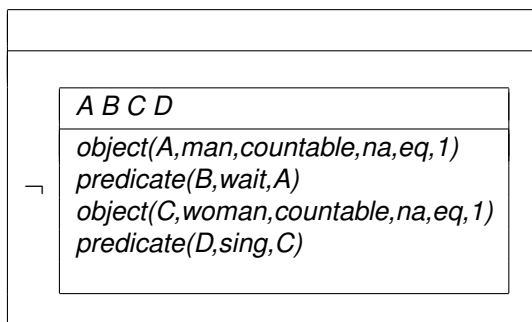 A B C D
object(A,man,countable,na,eq,1)
predicate(B,wait,A)
object(C,woman,countable,na,eq,1)
¬
predicate(D,sing,C)